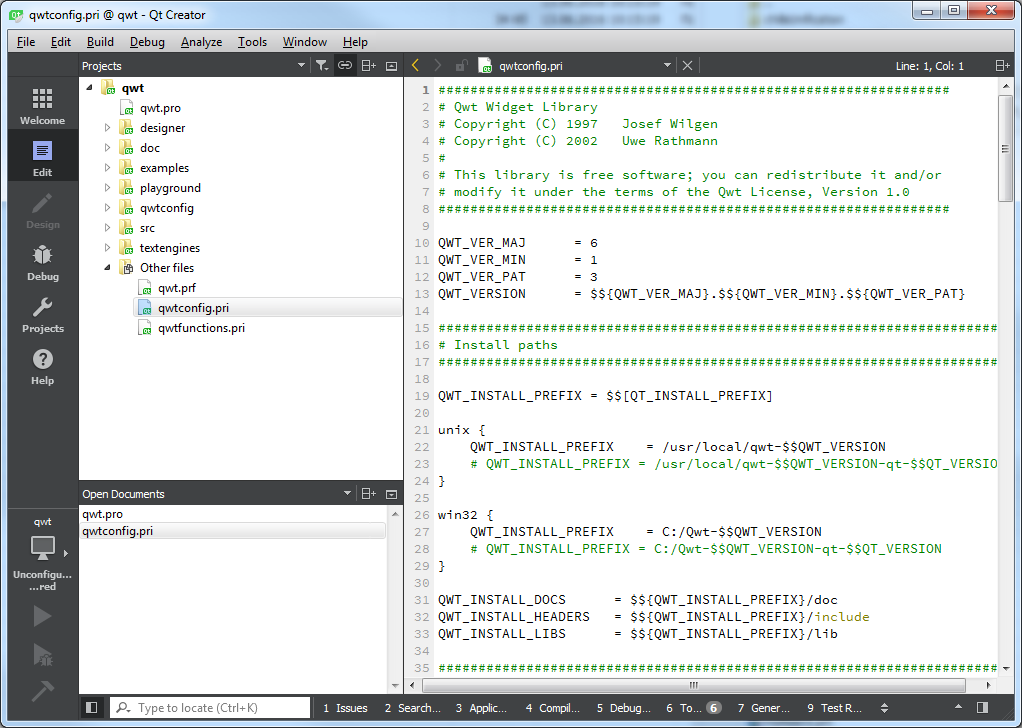 qwtconfig.pri @ qwt - Qt Creator
File Edit Build Debug Analyze Tools Window Help
Projects
qwtconfig.pri
Line: 1, Col: 1
Welcome
Edit
Design
Debug
Projects
Help
qwt
Unconfigu...
...red
qwt
qwt.pro
designer
doc
examples
playground
qwtconfig
src
textengines
Other files
qwt.prf
qwtconfig.pri
qwtfunctions.pri
Open Documents
qwt.pro
qwtconfig.pri
1 ################################################################
2 # Qwt Widget Library
3 # Copyright (C) 1997   Josef Wilgen
4 # Copyright (C) 2002   Uwe Rathmann
5 #
6 # This library is free software; you can redistribute it and/or
7 # modify it under the terms of the Qwt License, Version 1.0
8 ################################################################
9
10 QWT_VER_MAJ      = 6
11 QWT_VER_MIN      = 1
12 QWT_VER_PAT      = 3
13 QWT_VERSION      = $${QWT_VER_MAJ}.$${QWT_VER_MIN}.$${QWT_VER_PAT}
14
15 ######################################################################
16 # Install paths
17 ######################################################################
18
19 QWT_INSTALL_PREFIX = $$[QT_INSTALL_PREFIX]
20
21 unix {
22     QWT_INSTALL_PREFIX    = /usr/local/qwt-$$QWT_VERSION
23     # QWT_INSTALL_PREFIX = /usr/local/qwt-$$QWT_VERSION-qt-$$QT_VERSIO
24 }
25
26 win32 {
27     QWT_INSTALL_PREFIX    = C:/Qwt-$$QWT_VERSION
28     # QWT_INSTALL_PREFIX = C:/Qwt-$$QWT_VERSION-qt-$$QT_VERSION
29 }
30
31 QWT_INSTALL_DOCS      = $${QWT_INSTALL_PREFIX}/doc
32 QWT_INSTALL_HEADERS   = $${QWT_INSTALL_PREFIX}/include
33 QWT_INSTALL_LIBS      = $${QWT_INSTALL_PREFIX}/lib
34
35 ######################################################################
Type to locate (Ctrl+K)
1 Issues 2 Search... 3 Applic... 4 Compil... 5 Debug... 6 To... 6 7 Gener... 9 Test R...